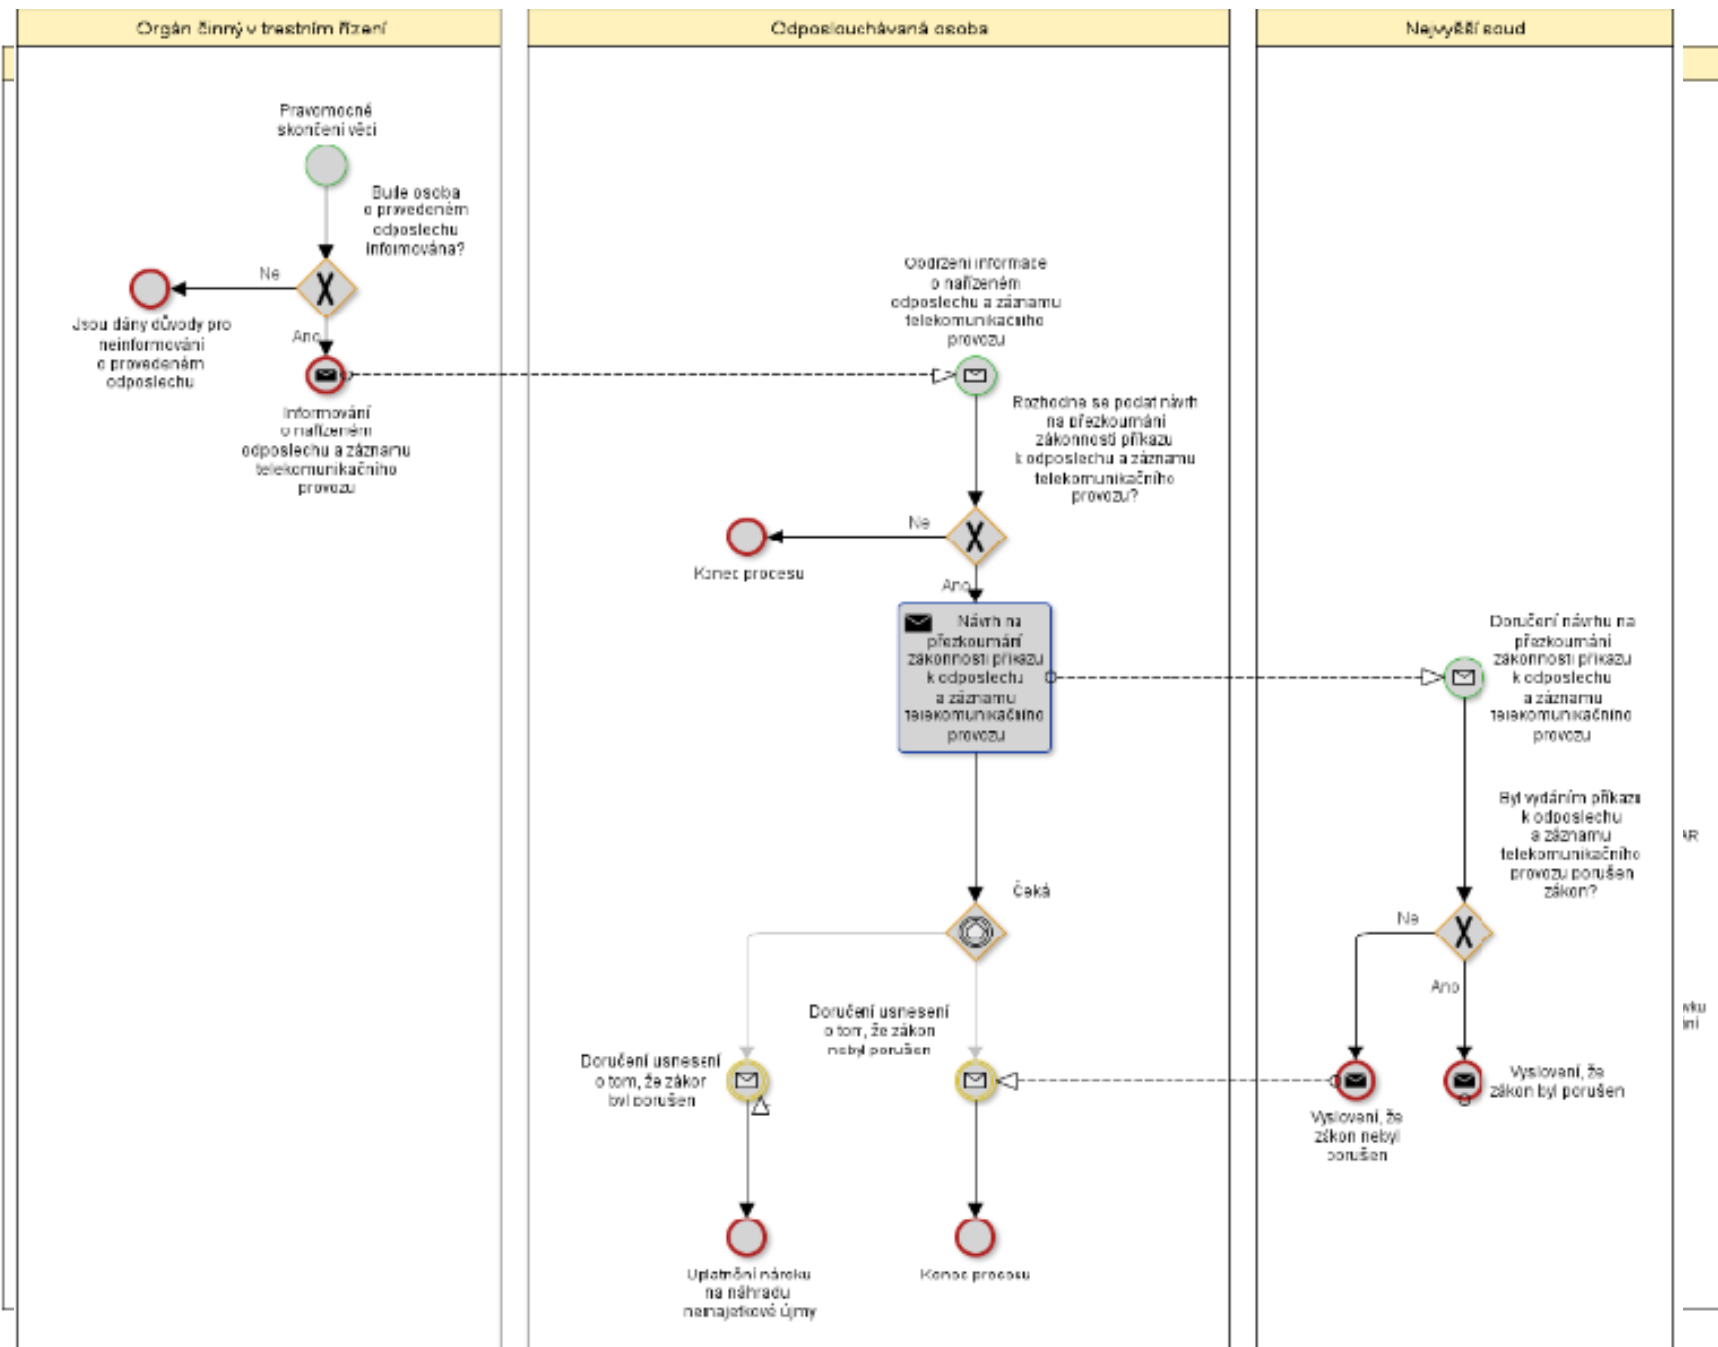 Orgán činný v trestním řízení
Odposlouchávaná osoba
Nejvyšší soud
Pravomocné
skončení věci
Bude osoba
o provedeném
odposlechu
informována?
Ne
Ano
Jsou dány důvody pro
neinformování
o provedeném
odposlechu
Informování
o nařízeném
odposlechu a záznamu
telekomunikačního
provozu
Obdržení informace
o nařízeném
odposlechu a záznamu
telekomunikačního
provozu
Rozhodne se podat návrh
na přezkoumání
zákonnosti příkazu
k odposlechu a záznamu
telekomunikačního
provozu?
Ne
Konec procesu
Ano
Návrh na
přezkoumání
zákonnosti příkazu
k odposlechu
a záznamu
telekomunikačního
provozu
Doručení návrhu na
přezkoumání
zákonnosti příkazu
k odposlechu
a záznamu
telekomunikačního
provozu
Byl vydáním příkazu
k odposlechu
a záznamu
telekomunikačního
provozu porušen
zákon?
Čeká
Ne
Ano
Doručení usnesení
o tom, že zákon
nebyl porušen
Doručení usnesení
o tom, že zákon
byl porušen
Vyslovení, že
zákon byl porušen
Vyslovení, že
zákon nebyl
porušen
Uplatnění nároku
na náhradu
nemajetkové újmy
Konec procesu